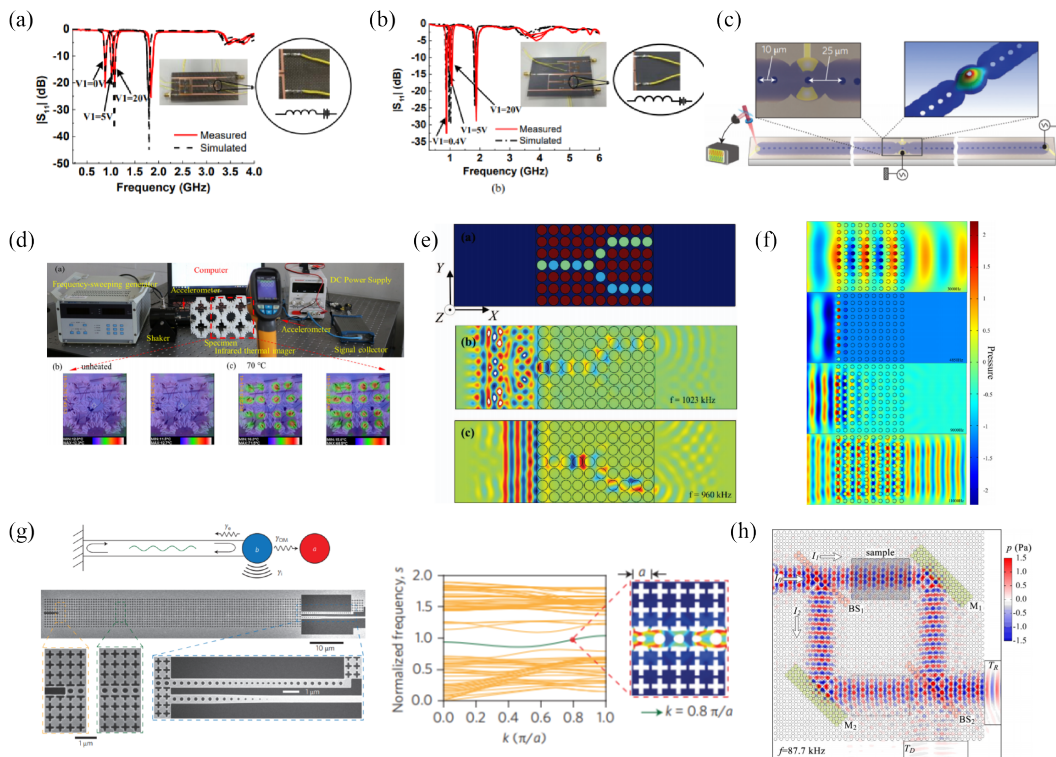 (a)
0
-10
-20
-30
-40
-50
|S₁₁| (dB)
V1=0V
V1=20V
V1=5V
Measured
Simulated
0.5 1.0 1.5 2.0 2.5 3.0 3.5 4.0
Frequency (GHz)
(b)
0
-5
-10
-15
-20
-25
-30
-35
|S₁₁| (dB)
V1=20V
V1=5V
V1=0.4V
Measured
Simulated
1 2 3 4 5 6
Frequency (GHz)
(b)
(c)
10 μm
25 μm
(d)
(a)
Computer
Frequency-sweeping generator
Accelerometer
DC Power Supply
Shaker
Specimen
Accelerometer
Infrared thermal imager
Signal collector
(b)
unheated
(c)
70 °C
(e)
(a)
Y
Z
X
(b)
f = 1023 kHz
(c)
f = 960 kHz
(f)
2
1.5
1
0.5
0
-0.5
-1
-1.5
-2
Pressure
(g)
γe
b
γOM
a
γi
10 μm
1 μm
1 μm
Normalized frequency, s
2.0
1.5
1.0
0.5
0.0
0.0 0.2 0.4 0.6 0.8 1.0
k (π/a)
a
k = 0.8 π/a
(h)
sample
p (Pa)
1.5
1.0
0.5
0
-0.5
-1.0
-1.5
I₁
I₀
BS₁
M₁
I₂
T_R
M₂
BS₂
T_D
f=87.7 kHz